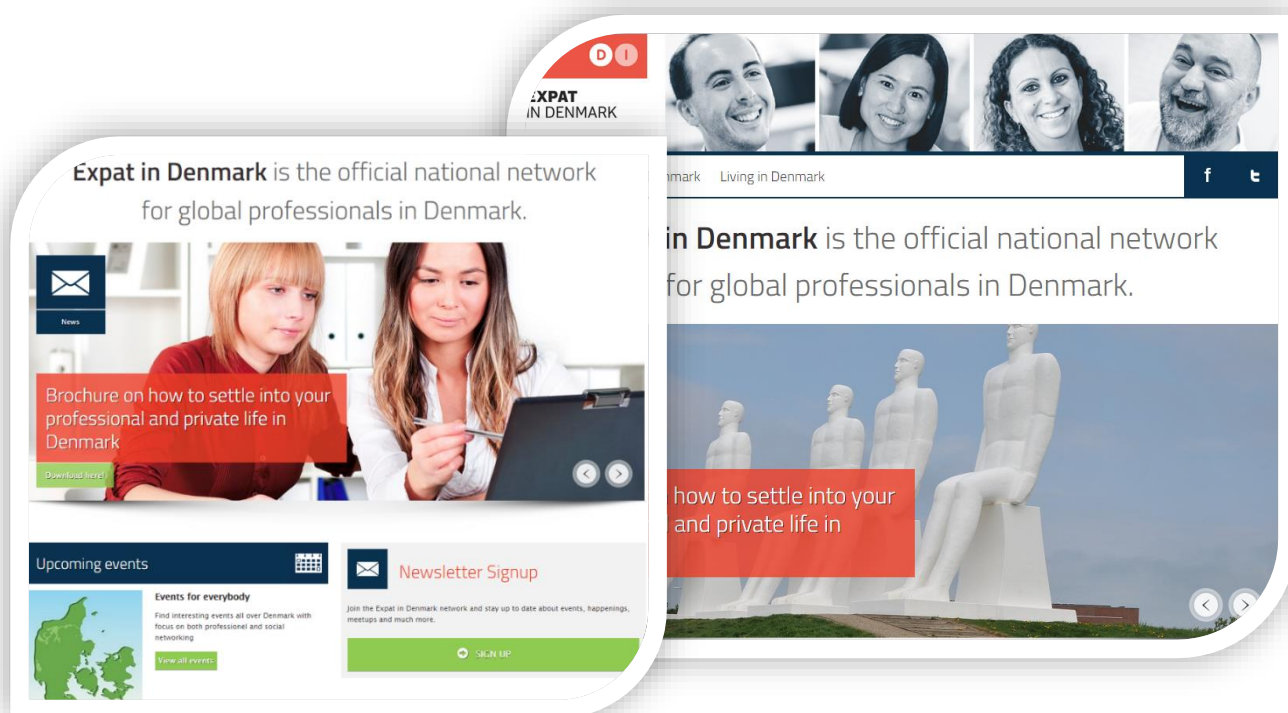 D I
EXPAT
IN DENMARK
nmark Living in Denmark
f t
in Denmark is the official national network
for global professionals in Denmark.
how to settle into your
and private life in
Expat in Denmark is the official national network
for global professionals in Denmark.
News
Brochure on how to settle into your
professional and private life in
Denmark
Download here!
Upcoming events
Events for everybody
Find interesting events all over Denmark with
focus on both professionel and social
networking
View all events
Newsletter Signup
Join the Expat in Denmark network and stay up to date about events, happenings,
meetups and much more.
SIGN UP